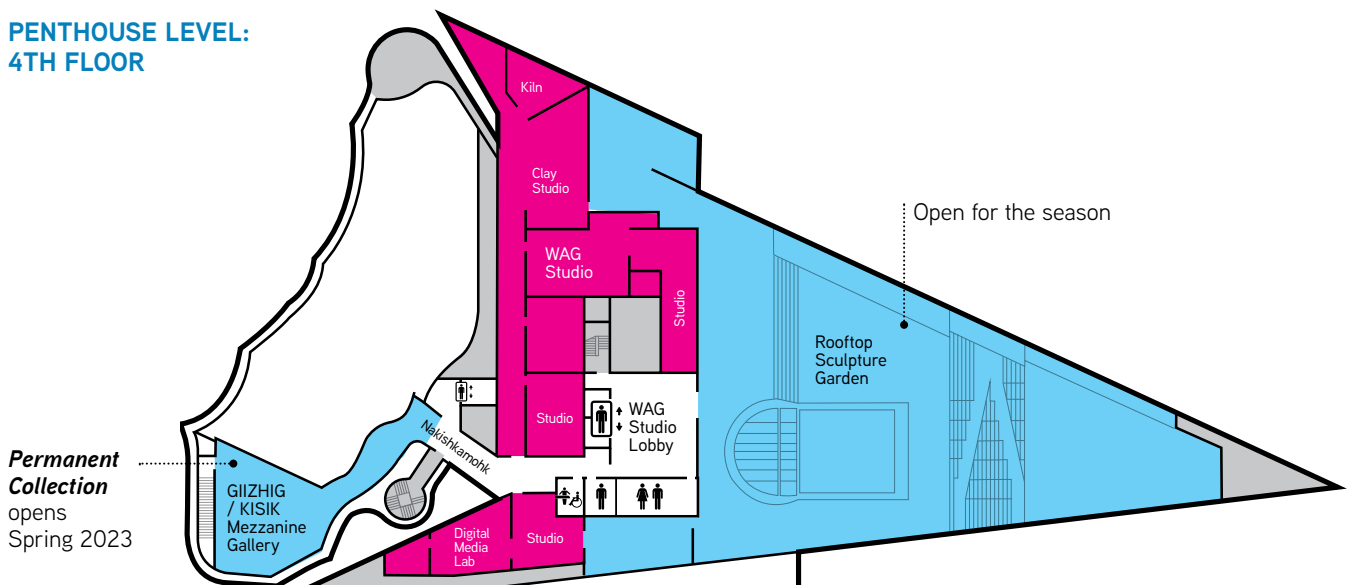 PENTHOUSE LEVEL:
4TH FLOOR
Kiln
Clay
Studio
WAG
Studio
Studio
Open for the season
Rooftop
Sculpture
Garden
Studio
WAG
Studio
Lobby
Nakishkamohk
Permanent
Collection
opens
Spring 2023
GIIZHIG
/ KISIK
Mezzanine
Gallery
Digital
Media
Lab
Studio